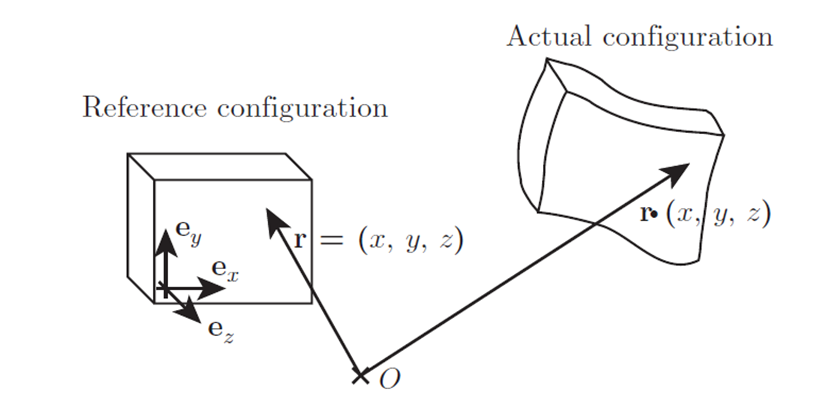 Actual configuration
Reference configuration
r• (x, y, z)
e_y
r = (x, y, z)
e_x
e_z
O